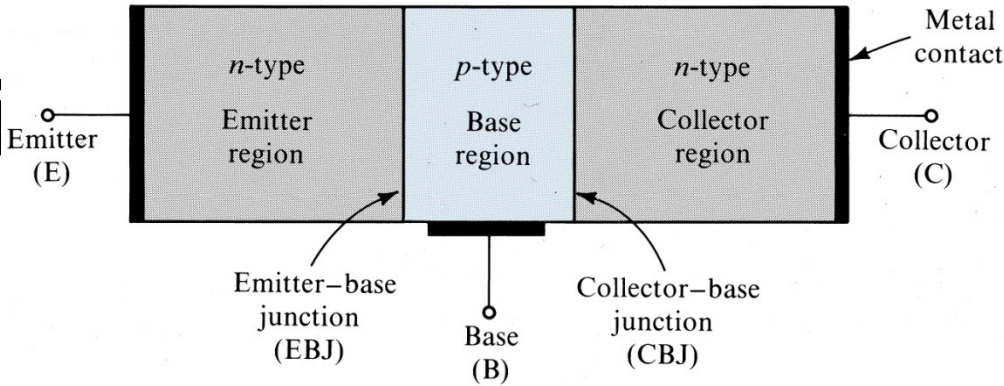 Metal
contact
n-type
p-type
n-type
Emitter
region
Base
region
Collector
region
Emitter
(E)
Collector
(C)
Emitter–base
junction
(EBJ)
Base
(B)
Collector–base
junction
(CBJ)